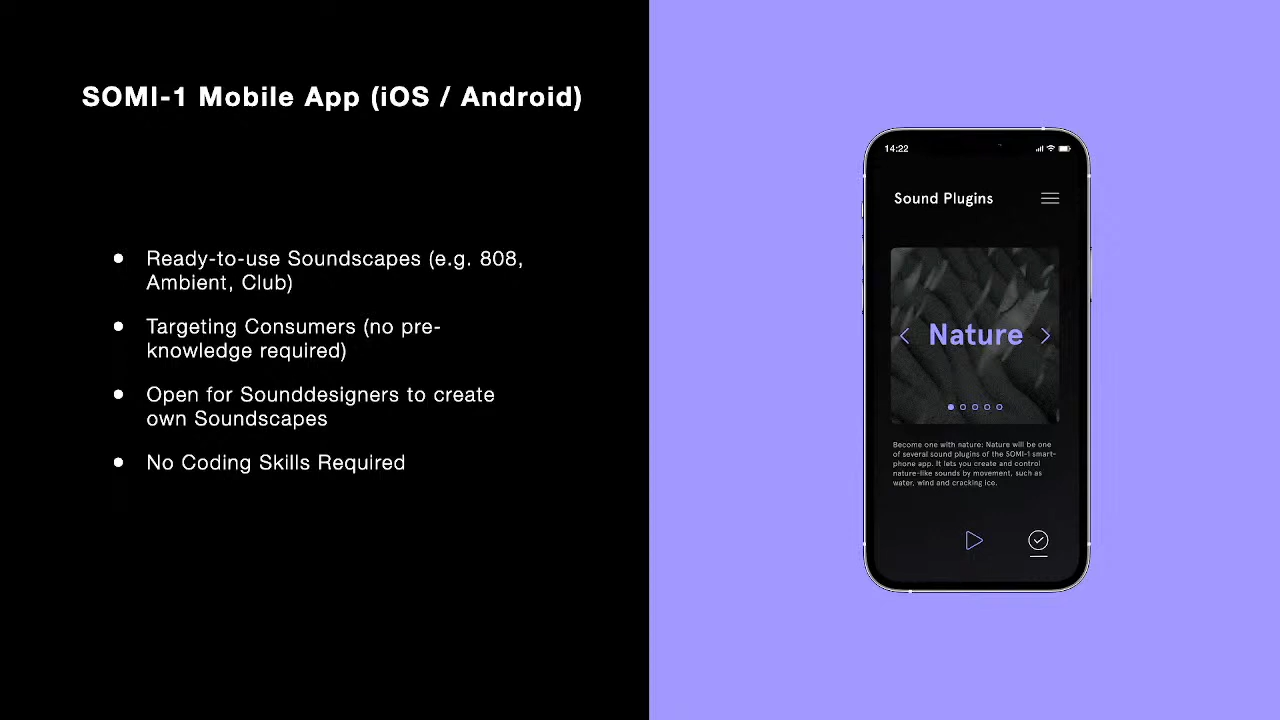 SOMI-1 Mobile App (iOS / Android)
Ready-to-use Soundscapes (e.g. 808,
Ambient, Club)
Targeting Consumers (no pre-
knowledge required)
Open for Sounddesigners to create
own Soundscapes
No Coding Skills Required
14:22
Sound Plugins
Nature
Become one with nature: Nature will be one
of several sound plugins of the SOMI-1 smart-
phone app. It lets you create and control
nature-like sounds by movement, such as
water, wind and cracking ice.